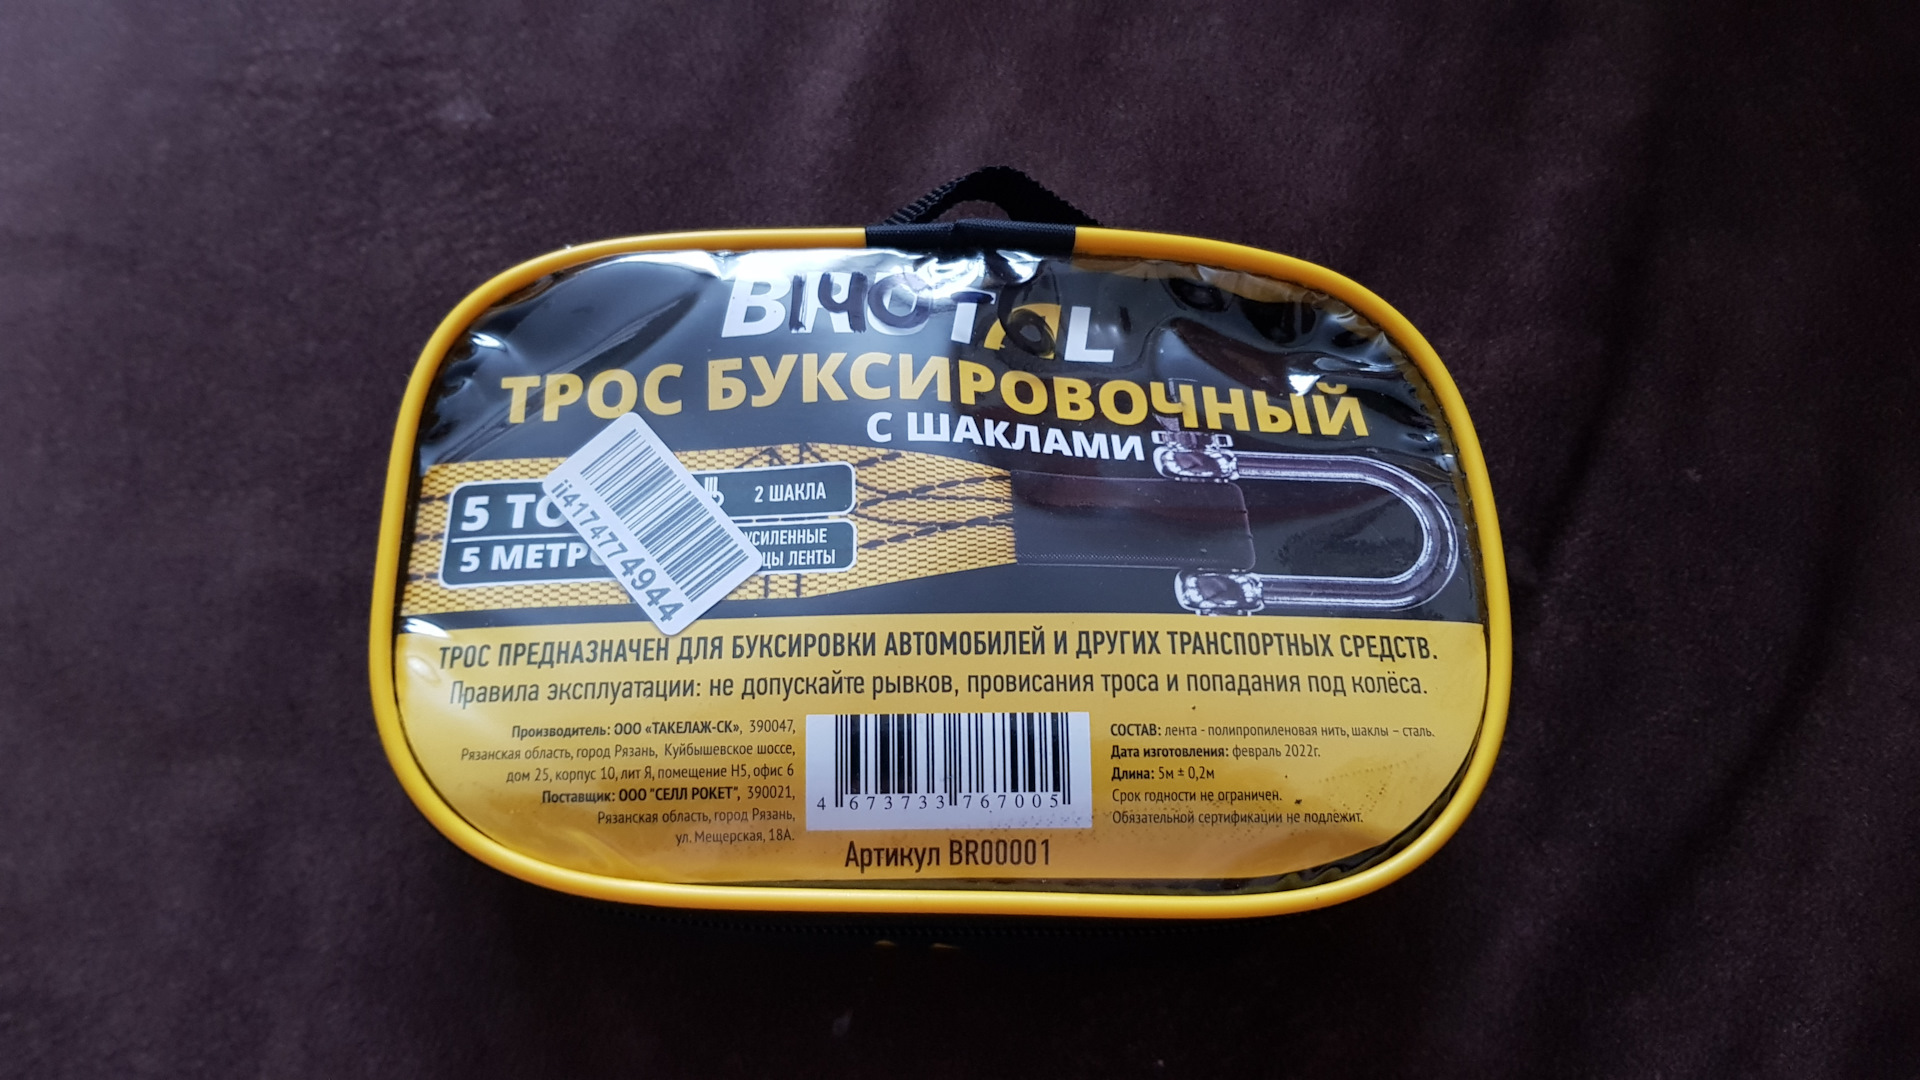 BRUTAL
ТРОС БУКСИРОВОЧНЫЙ
С ШАКЛАМИ
5 ТО
5 МЕТР
2 ШАКЛА
УСИЛЕННЫЕ
ЛЕНТЫ
ii4174774944
ТРОС ПРЕДНАЗНАЧЕН ДЛЯ БУКСИРОВКИ АВТОМОБИЛЕЙ И ДРУГИХ ТРАНСПОРТНЫХ СРЕДСТВ.
Правила эксплуатации: не допускайте рывков, провисания троса и попадания под колёса.
Производитель: ООО «ТАКЕЛАЖ-СК», 390047,
Рязанская область, город Рязань, Куйбышевское шоссе,
дом 25, корпус 10, лит Я, помещение Н5, офис 6
Поставщик: ООО "СЕЛЛ РОКЕТ", 390021,
Рязанская область, город Рязань,
ул. Мещерская, 18А.
4 673733 767005
Артикул BR00001
СОСТАВ: лента - полипропиленовая нить, шаклы – сталь.
Дата изготовления: февраль 2022г.
Длина: 5м ± 0,2м
Срок годности не ограничен.
Обязательной сертификации не подлежит.